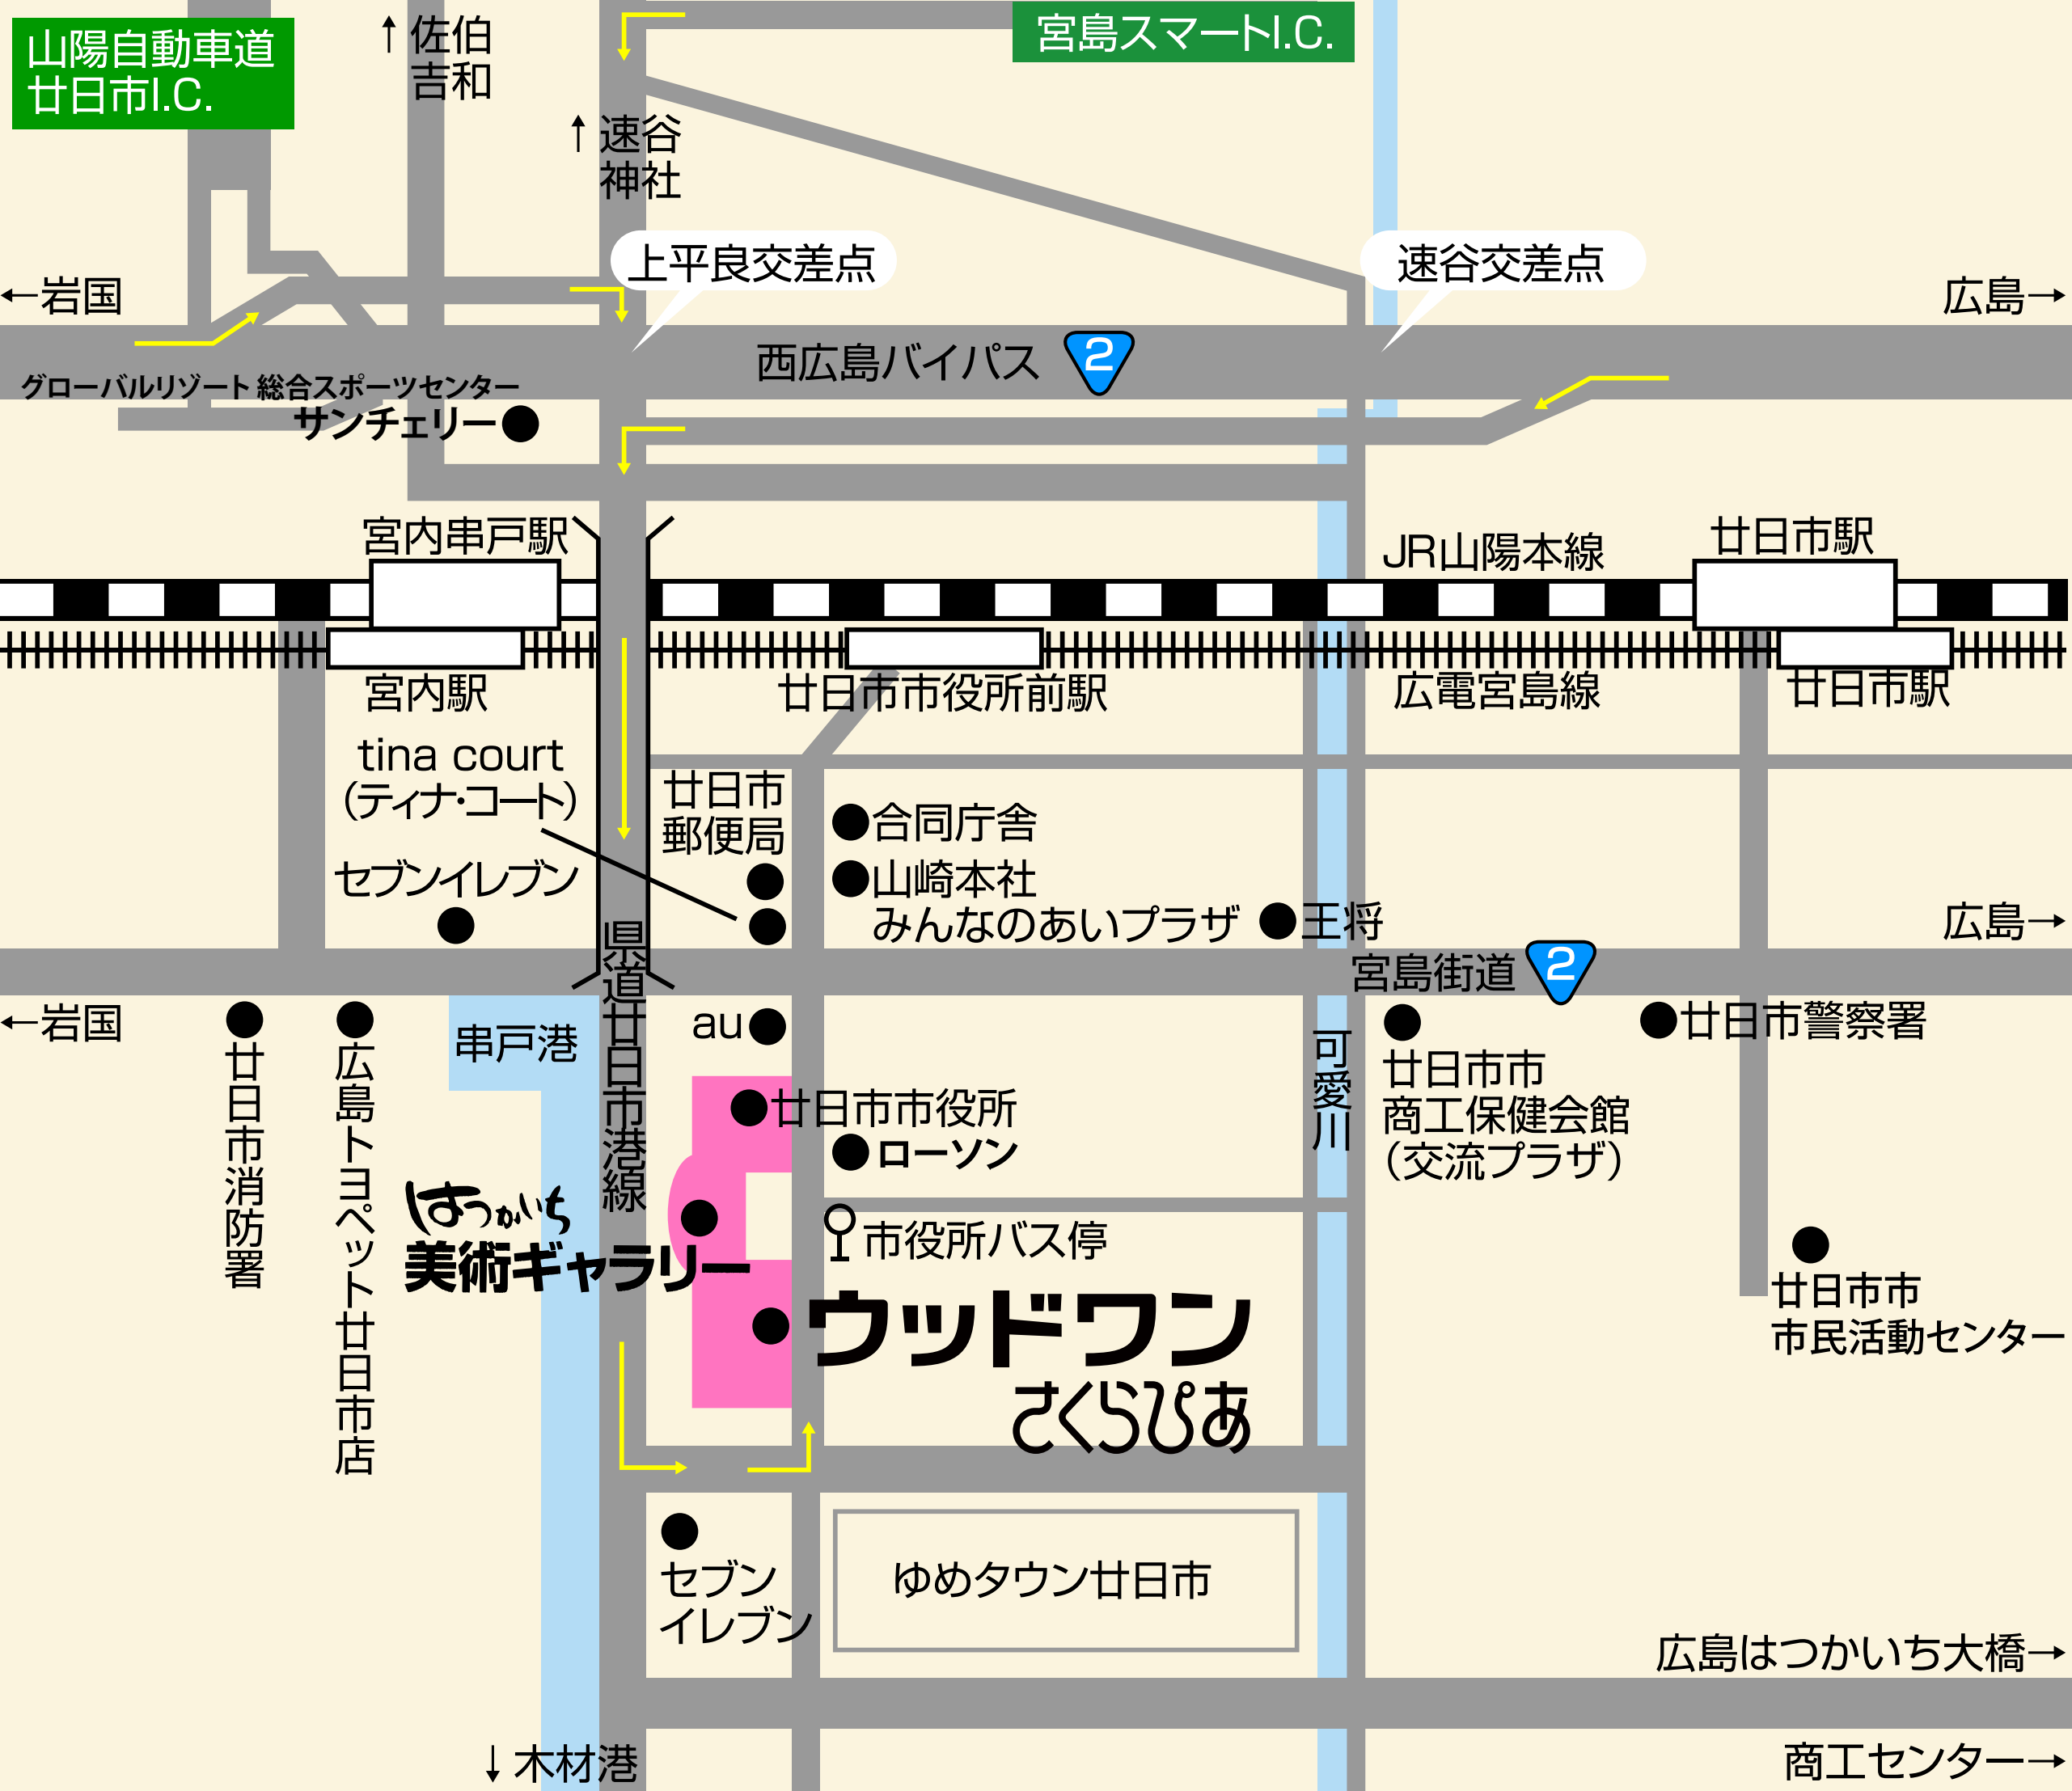 山陽自動車道
廿日市I.C.
佐伯
吉和
宮島スマートI.C.
速谷
神社
上平良交差点
速谷交差点
岩国
広島
西広島バイパス
2
グローバルリゾート 総合スポーツセンター
サンチェリー
宮内串戸駅
JR山陽本線
廿日市駅
宮内駅
廿日市市役所前駅
広電宮島線
廿日市駅
tina court
(ティナ・コート)
廿日市
郵便局
合同庁舎
山崎本社
みんなのあいプラザ
王将
セブンイレブン
広島
県道廿日市港線
宮島街道
2
岩国
廿日市消防署
広島トヨペット廿日市店
串戸港
au
可愛川
廿日市市
商工保健会館
(交流プラザ)
廿日市警察署
廿日市市役所
ローソン
はつかいち
美術ギャラリー
市役所バス停
ウッドワン
さくらぴあ
廿日市市
市民活動センター
セブン
イレブン
ゆめタウン廿日市
広島はつかいち大橋
木材港
商工センター